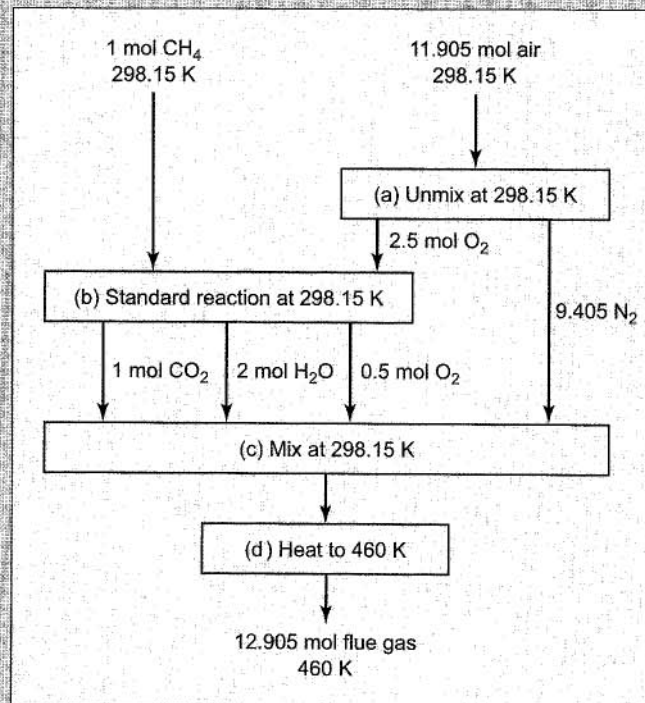 1 mol CH₄
298.15 K
11.905 mol air
298.15 K
(a) Unmix at 298.15 K
2.5 mol O₂
(b) Standard reaction at 298.15 K
9.405 N₂
1 mol CO₂
2 mol H₂O
0.5 mol O₂
(c) Mix at 298.15 K
(d) Heat to 460 K
12.905 mol flue gas
460 K